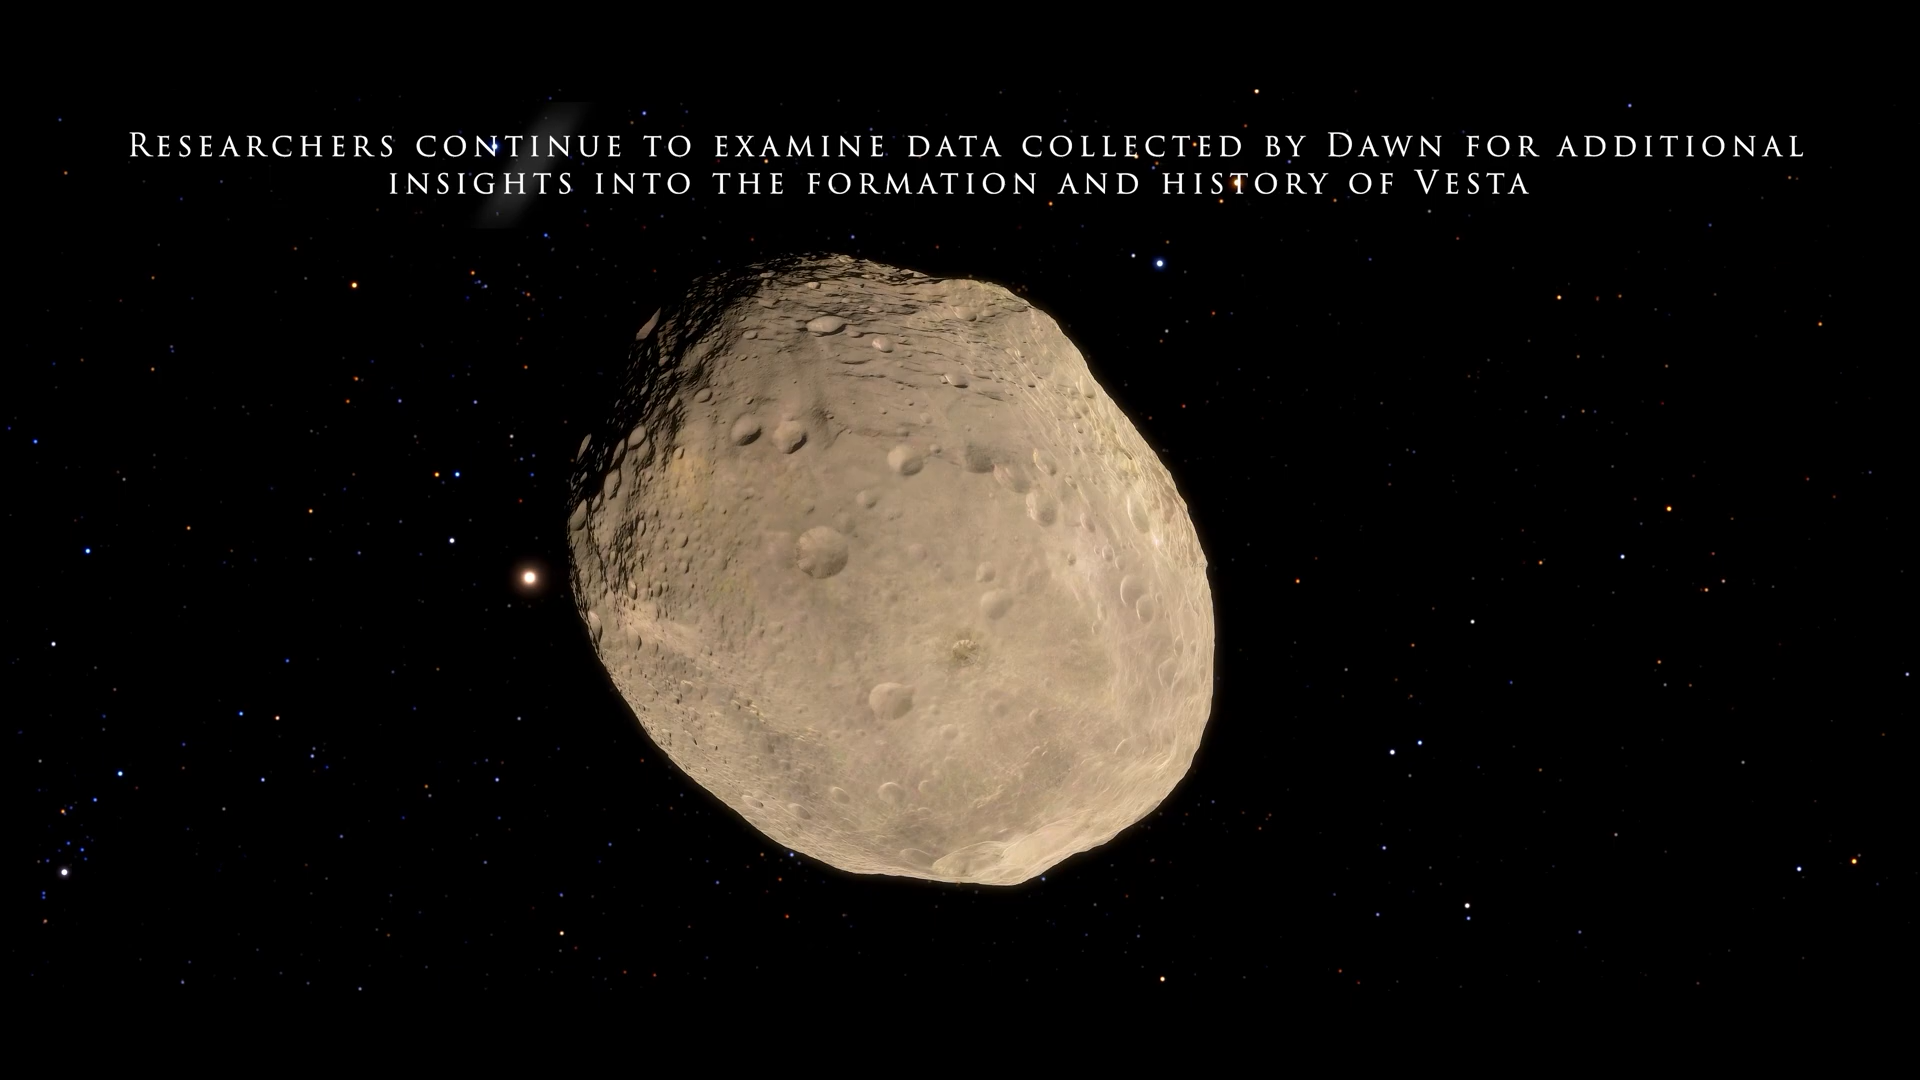 Researchers continue to examine data collected by Dawn for additional
insights into the formation and history of Vesta